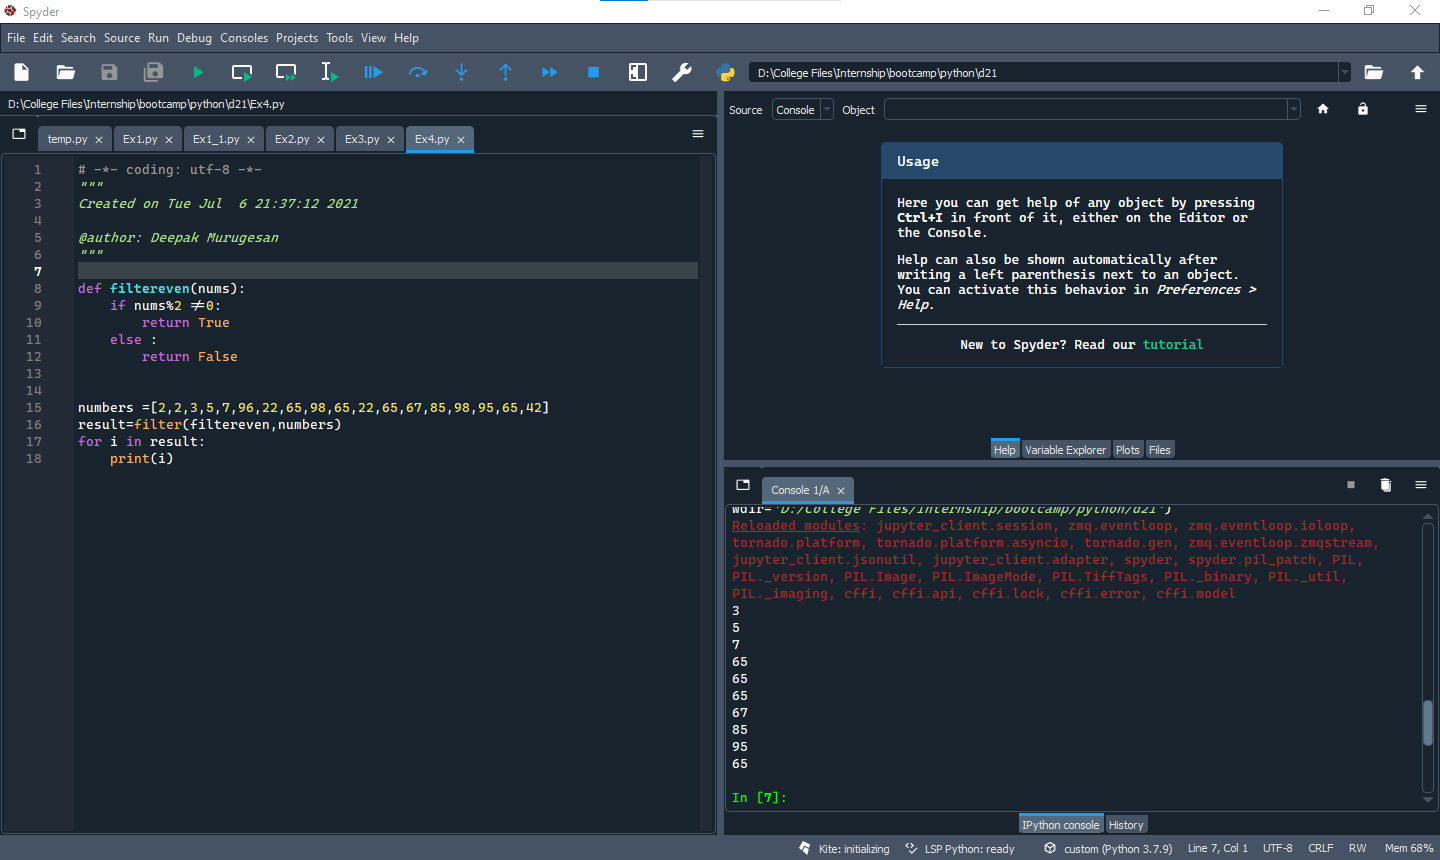 Spyder
File Edit Search Source Run Debug Consoles Projects Tools View Help
D:\College Files\Internship\bootcamp\python\d21
D:\College Files\Internship\bootcamp\python\d21\Ex4.py
temp.py Ex1.py Ex1_1.py Ex2.py Ex3.py Ex4.py
1 # -*- coding: utf-8 -*-
2 """
3 Created on Tue Jul  6 21:37:12 2021
4
5 @author: Deepak Murugesan
6 """
7
8 def filtereven(nums):
9     if nums%2 ≠0:
10         return True
11     else :
12         return False
13
14
15 numbers =[2,2,3,5,7,96,22,65,98,65,22,65,67,85,98,95,65,42]
16 result=filter(filtereven,numbers)
17 for i in result:
18     print(i)
Source Console Object
Usage
Here you can get help of any object by pressing
Ctrl+I in front of it, either on the Editor or
the Console.
Help can also be shown automatically after
writing a left parenthesis next to an object.
You can activate this behavior in Preferences >
Help.
New to Spyder? Read our tutorial
Help Variable Explorer Plots Files
Console 1/A
wdir='D:/College Files/Internship/bootcamp/python/d21')
Reloaded modules: jupyter_client.session, zmq.eventloop, zmq.eventloop.ioloop,
tornado.platform, tornado.platform.asyncio, tornado.gen, zmq.eventloop.zmqstream,
jupyter_client.jsonutil, jupyter_client.adapter, spyder, spyder.pil_patch, PIL,
PIL._version, PIL.Image, PIL.ImageMode, PIL.TiffTags, PIL._binary, PIL._util,
PIL._imaging, cffi, cffi.api, cffi.lock, cffi.error, cffi.model
3
5
7
65
65
65
67
85
95
65
In [7]:
IPython console History
Kite: initializing LSP Python: ready custom (Python 3.7.9) Line 7, Col 1 UTF-8 CRLF RW Mem 68%